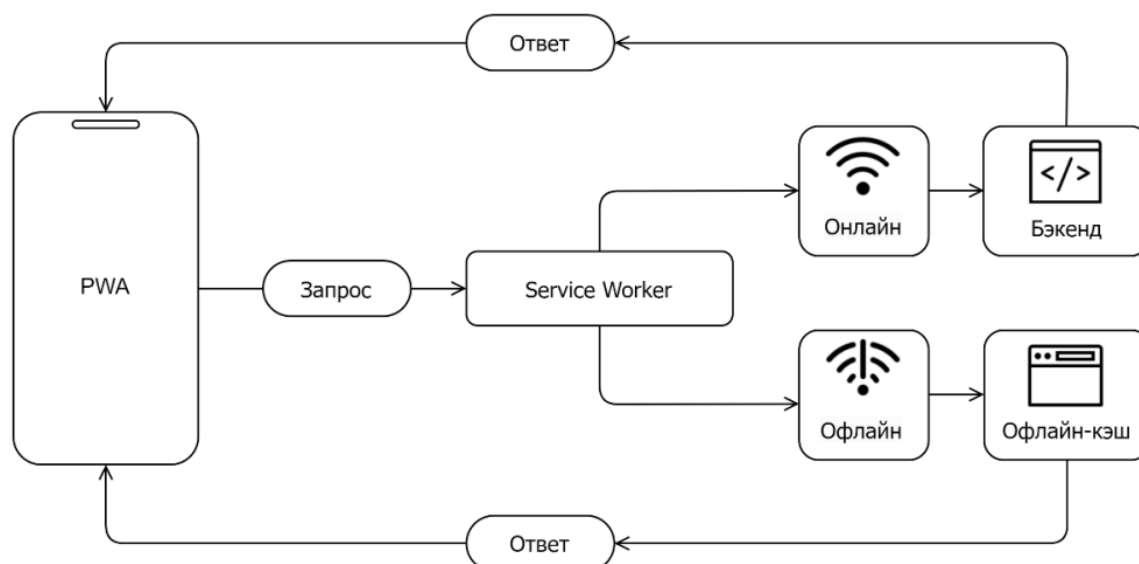 Ответ
PWA
Запрос
Service Worker
Онлайн
</>
Бэкенд
Офлайн
Офлайн-кэш
Ответ